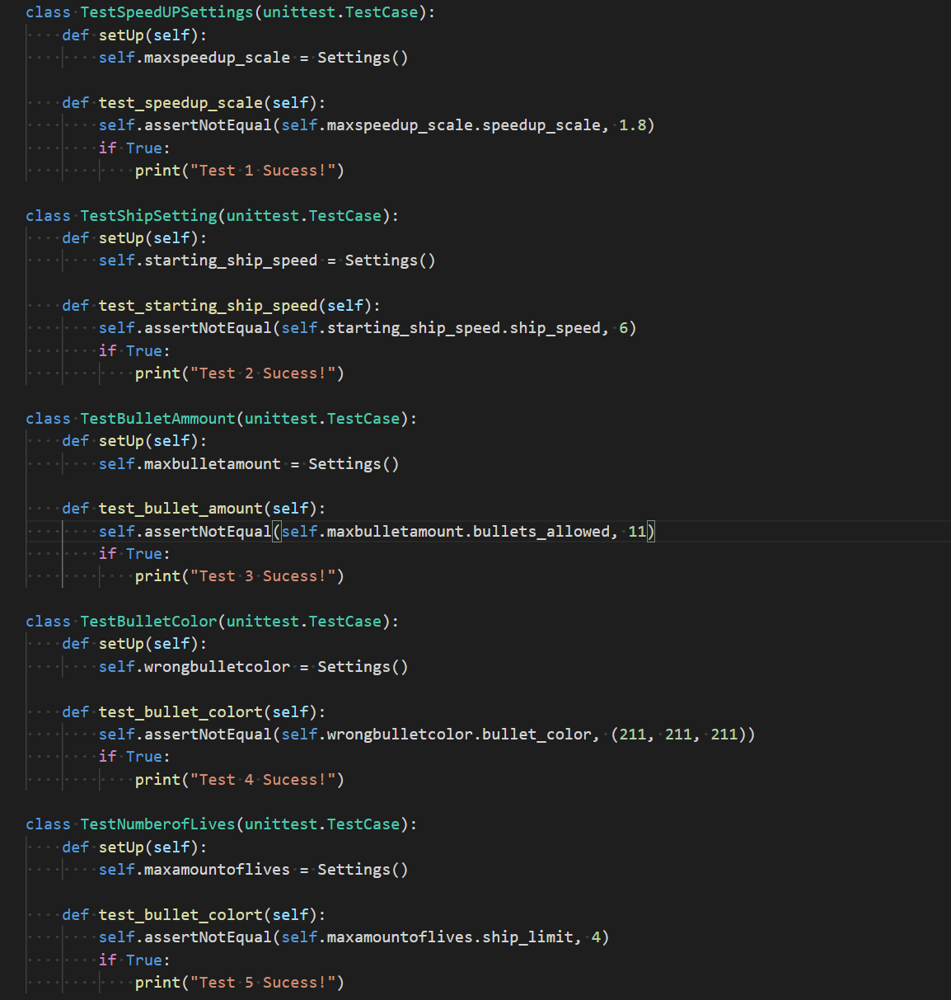 class TestSpeedUPSettings(unittest.TestCase):
    def setUp(self):
        self.maxspeedup_scale = Settings()

    def test_speedup_scale(self):
        self.assertNotEqual(self.maxspeedup_scale.speedup_scale, 1.8)
        if True:
            print("Test 1 Sucess!")

class TestShipSetting(unittest.TestCase):
    def setUp(self):
        self.starting_ship_speed = Settings()

    def test_starting_ship_speed(self):
        self.assertNotEqual(self.starting_ship_speed.ship_speed, 6)
        if True:
            print("Test 2 Sucess!")

class TestBulletAmmount(unittest.TestCase):
    def setUp(self):
        self.maxbulletamount = Settings()

    def test_bullet_amount(self):
        self.assertNotEqual(self.maxbulletamount.bullets_allowed, 11)
        if True:
            print("Test 3 Sucess!")

class TestBulletColor(unittest.TestCase):
    def setUp(self):
        self.wrongbulletcolor = Settings()

    def test_bullet_colort(self):
        self.assertNotEqual(self.wrongbulletcolor.bullet_color, (211, 211, 211))
        if True:
            print("Test 4 Sucess!")

class TestNumberofLives(unittest.TestCase):
    def setUp(self):
        self.maxamountoflives = Settings()

    def test_bullet_colort(self):
        self.assertNotEqual(self.maxamountoflives.ship_limit, 4)
        if True:
            print("Test 5 Sucess!")